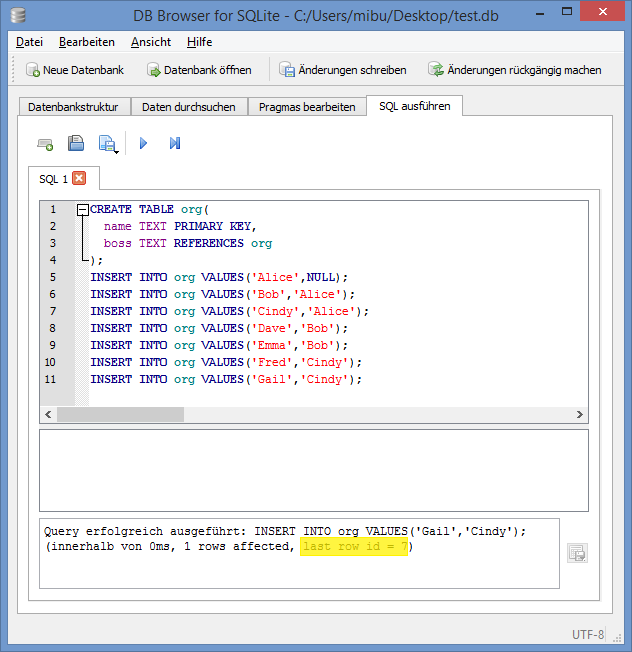 DB Browser for SQLite - C:/Users/mibu/Desktop/test.db
Datei Bearbeiten Ansicht Hilfe
Neue Datenbank Datenbank öffnen Änderungen schreiben Änderungen rückgängig machen
Datenbankstruktur Daten durchsuchen Pragmas bearbeiten SQL ausführen
SQL 1
1 CREATE TABLE org(
2 name TEXT PRIMARY KEY,
3 boss TEXT REFERENCES org
4 );
5 INSERT INTO org VALUES('Alice',NULL);
6 INSERT INTO org VALUES('Bob','Alice');
7 INSERT INTO org VALUES('Cindy','Alice');
8 INSERT INTO org VALUES('Dave','Bob');
9 INSERT INTO org VALUES('Emma','Bob');
10 INSERT INTO org VALUES('Fred','Cindy');
11 INSERT INTO org VALUES('Gail','Cindy');
Query erfolgreich ausgeführt: INSERT INTO org VALUES('Gail','Cindy');
(innerhalb von 0ms, 1 rows affected, last row id = 7)
UTF-8